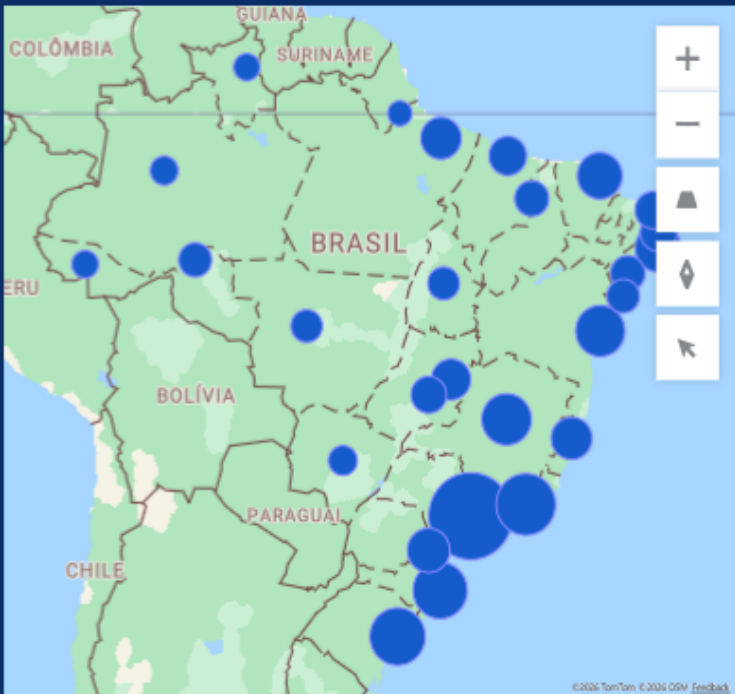 GUIANA
COLÔMBIA
SURINAME
BRASIL
ERU
BOLÍVIA
PARAGUAI
CHILE
©2026 TomTom ©2026 OSM Feedback